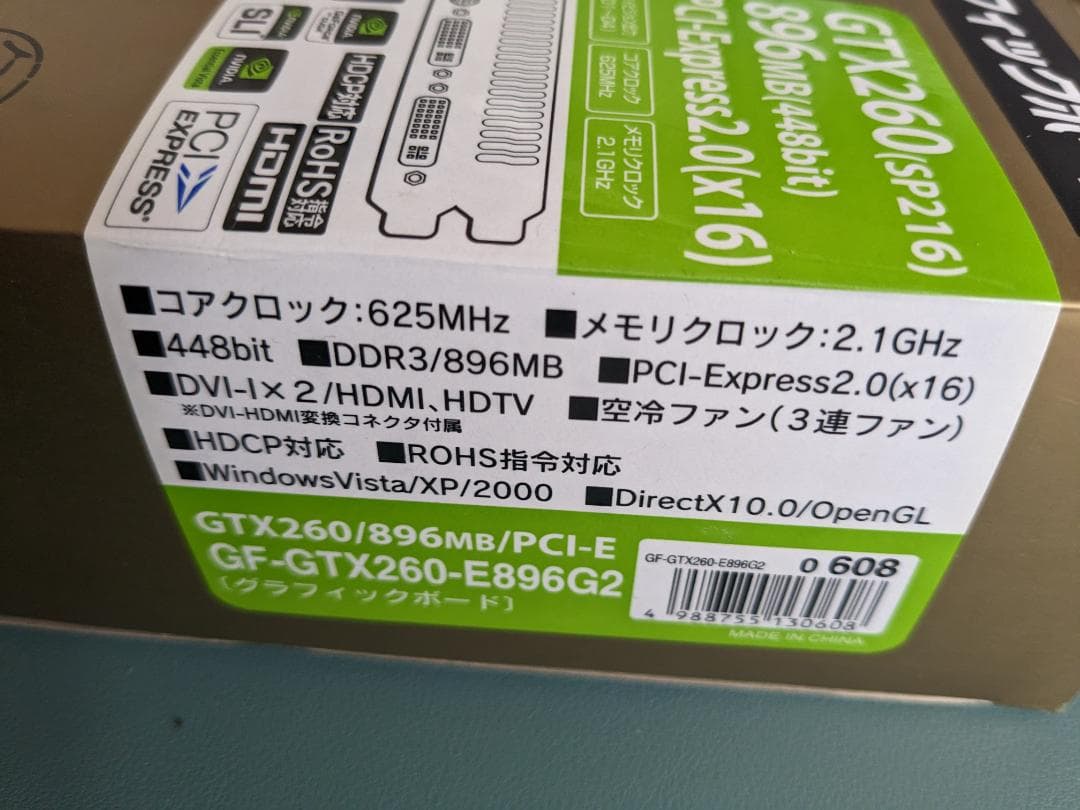 フィックボ
GTX260(SP216)
896MB(448bit)
PCI-Express2.0(x16)
コアクロック
625MHz
メモリクロック
2.1GHz
SLI
NVIDIA
NVIDIA
HDCP対応
RoHS指令対応
HDMI
PCI
EXPRESS
■コアクロック:625MHz ■メモリクロック:2.1GHz
■448bit ■DDR3/896MB ■PCI-Express2.0(x16)
■DVI-I×2/HDMI、HDTV ■空冷ファン(3連ファン)
※DVI-HDMI変換コネクタ付属
■HDCP対応 ■ROHS指令対応
■WindowsVista/XP/2000 ■DirectX10.0/OpenGL
GTX260/896MB/PCI-E
GF-GTX260-E896G2
(グラフィックボード)
GF-GTX260-E896G2 0 608
4 988755 130608
MADE IN CHINA